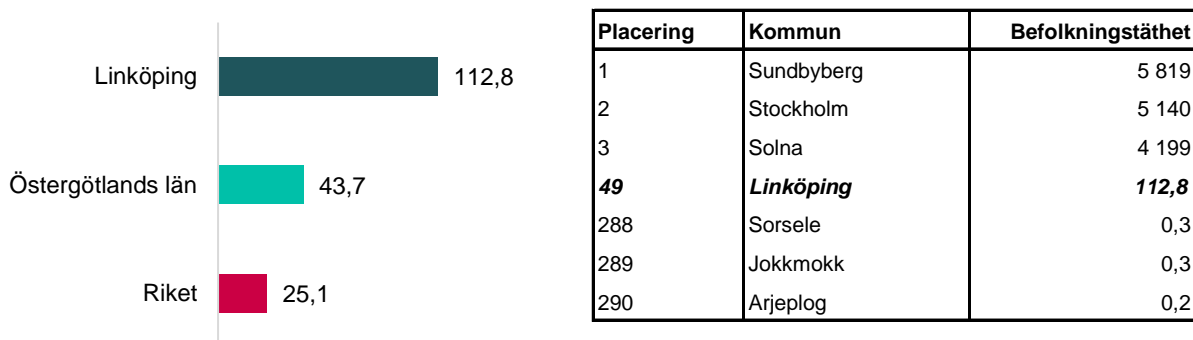 Linköping 112,8
Östergötlands län 43,7
Riket 25,1
Placering Kommun Befolkningstäthet
1 Sundbyberg 5 819
2 Stockholm 5 140
3 Solna 4 199
49 Linköping 112,8
288 Sorsele 0,3
289 Jokkmokk 0,3
290 Arjeplog 0,2